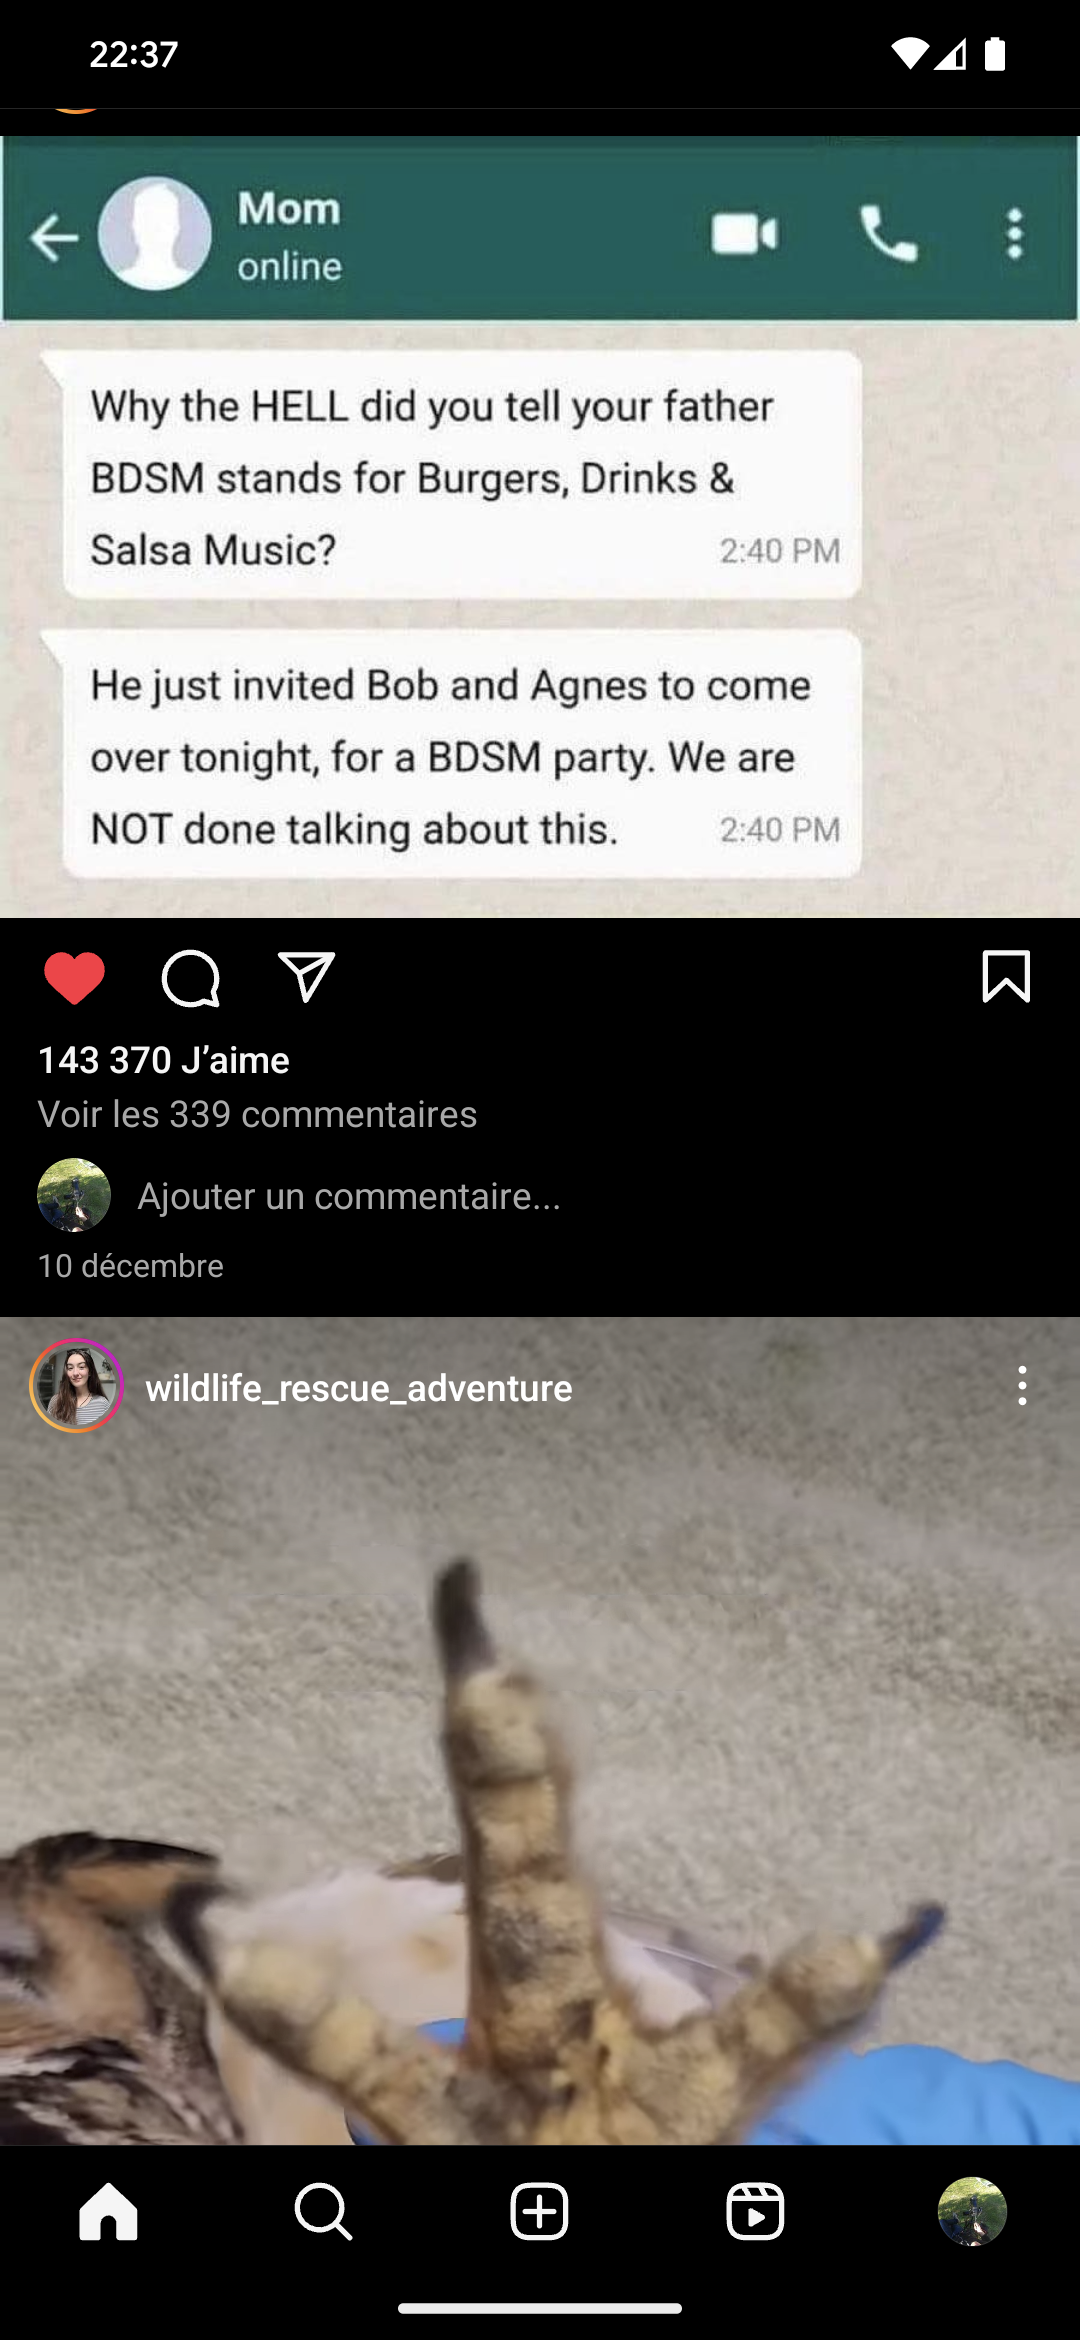 22:37
Mom
online
Why the HELL did you tell your father
BDSM stands for Burgers, Drinks &
Salsa Music?
2:40 PM
He just invited Bob and Agnes to come
over tonight, for a BDSM party. We are
NOT done talking about this.
2:40 PM
143 370 J’aime
Voir les 339 commentaires
Ajouter un commentaire...
10 décembre
wildlife_rescue_adventure